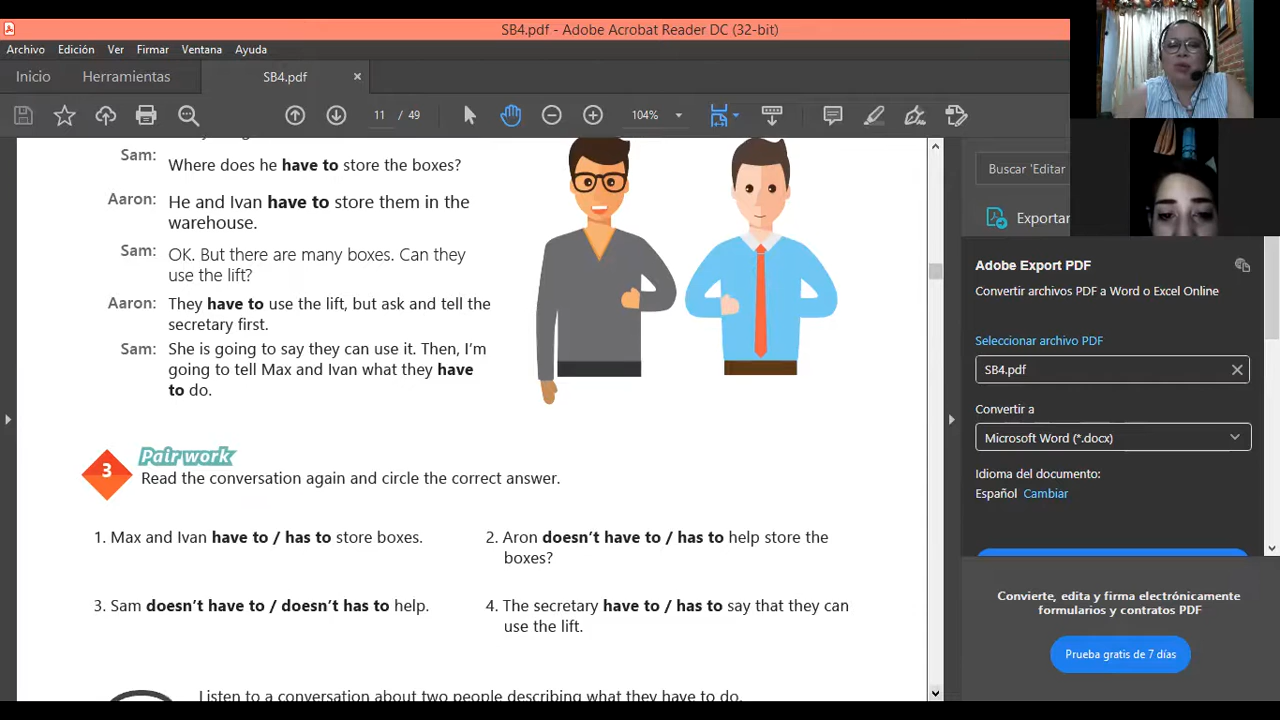 SB4.pdf - Adobe Acrobat Reader DC (32-bit)
Archivo Edición Ver Firmar Ventana Ayuda
Inicio Herramientas SB4.pdf ×
11 / 49 104%
Sam: Where does he have to store the boxes?
Aaron: He and Ivan have to store them in the
warehouse.
Sam: OK. But there are many boxes. Can they
use the lift?
Aaron: They have to use the lift, but ask and tell the
secretary first.
Sam: She is going to say they can use it. Then, I'm
going to tell Max and Ivan what they have
to do.
3 Pair work
Read the conversation again and circle the correct answer.
1. Max and Ivan have to / has to store boxes.
2. Aron doesn't have to / has to help store the
boxes?
3. Sam doesn't have to / doesn't has to help.
4. The secretary have to / has to say that they can
use the lift.
Listen to a conversation about two people describing what they have to do.
Buscar 'Editar
Exportar
Adobe Export PDF
Convertir archivos PDF a Word o Excel Online
Seleccionar archivo PDF
SB4.pdf
Convertir a
Microsoft Word (*.docx)
Idioma del documento:
Español Cambiar
Convierte, edita y firma electrónicamente
formularios y contratos PDF
Prueba gratis de 7 días